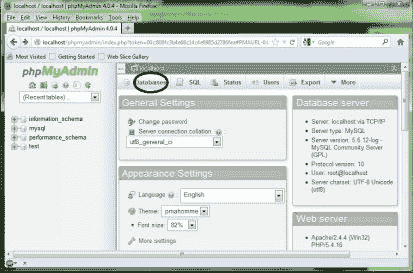 localhost / localhost | phpMyAdmin 4.0.4 - Mozilla Firefox
File Edit View History Bookmarks Tools Help
localhost / localhost | phpMyAdmin 4.0.4
Most Visited Getting Started Web Slice Gallery
phpMyAdmin
(Recent tables) ...
information_schema
mysql
performance_schema
test
localhost
Databases SQL Status Users Export More
General Settings
Change password
Server connection collation :
utf8_general_ci
Appearance Settings
Language : English
Theme: pmahomme
Font size: 82%
More settings
Database server
Server: localhost via TCP/IP
Server type: MySQL
Server version: 5.6.12-log -
MySQL Community Server
(GPL)
Protocol version: 10
User: root@localhost
Server charset: UTF-8 Unicode
(utf8)
Web server
Apache/2.4.4 (Win32)
PHP/5.4.16